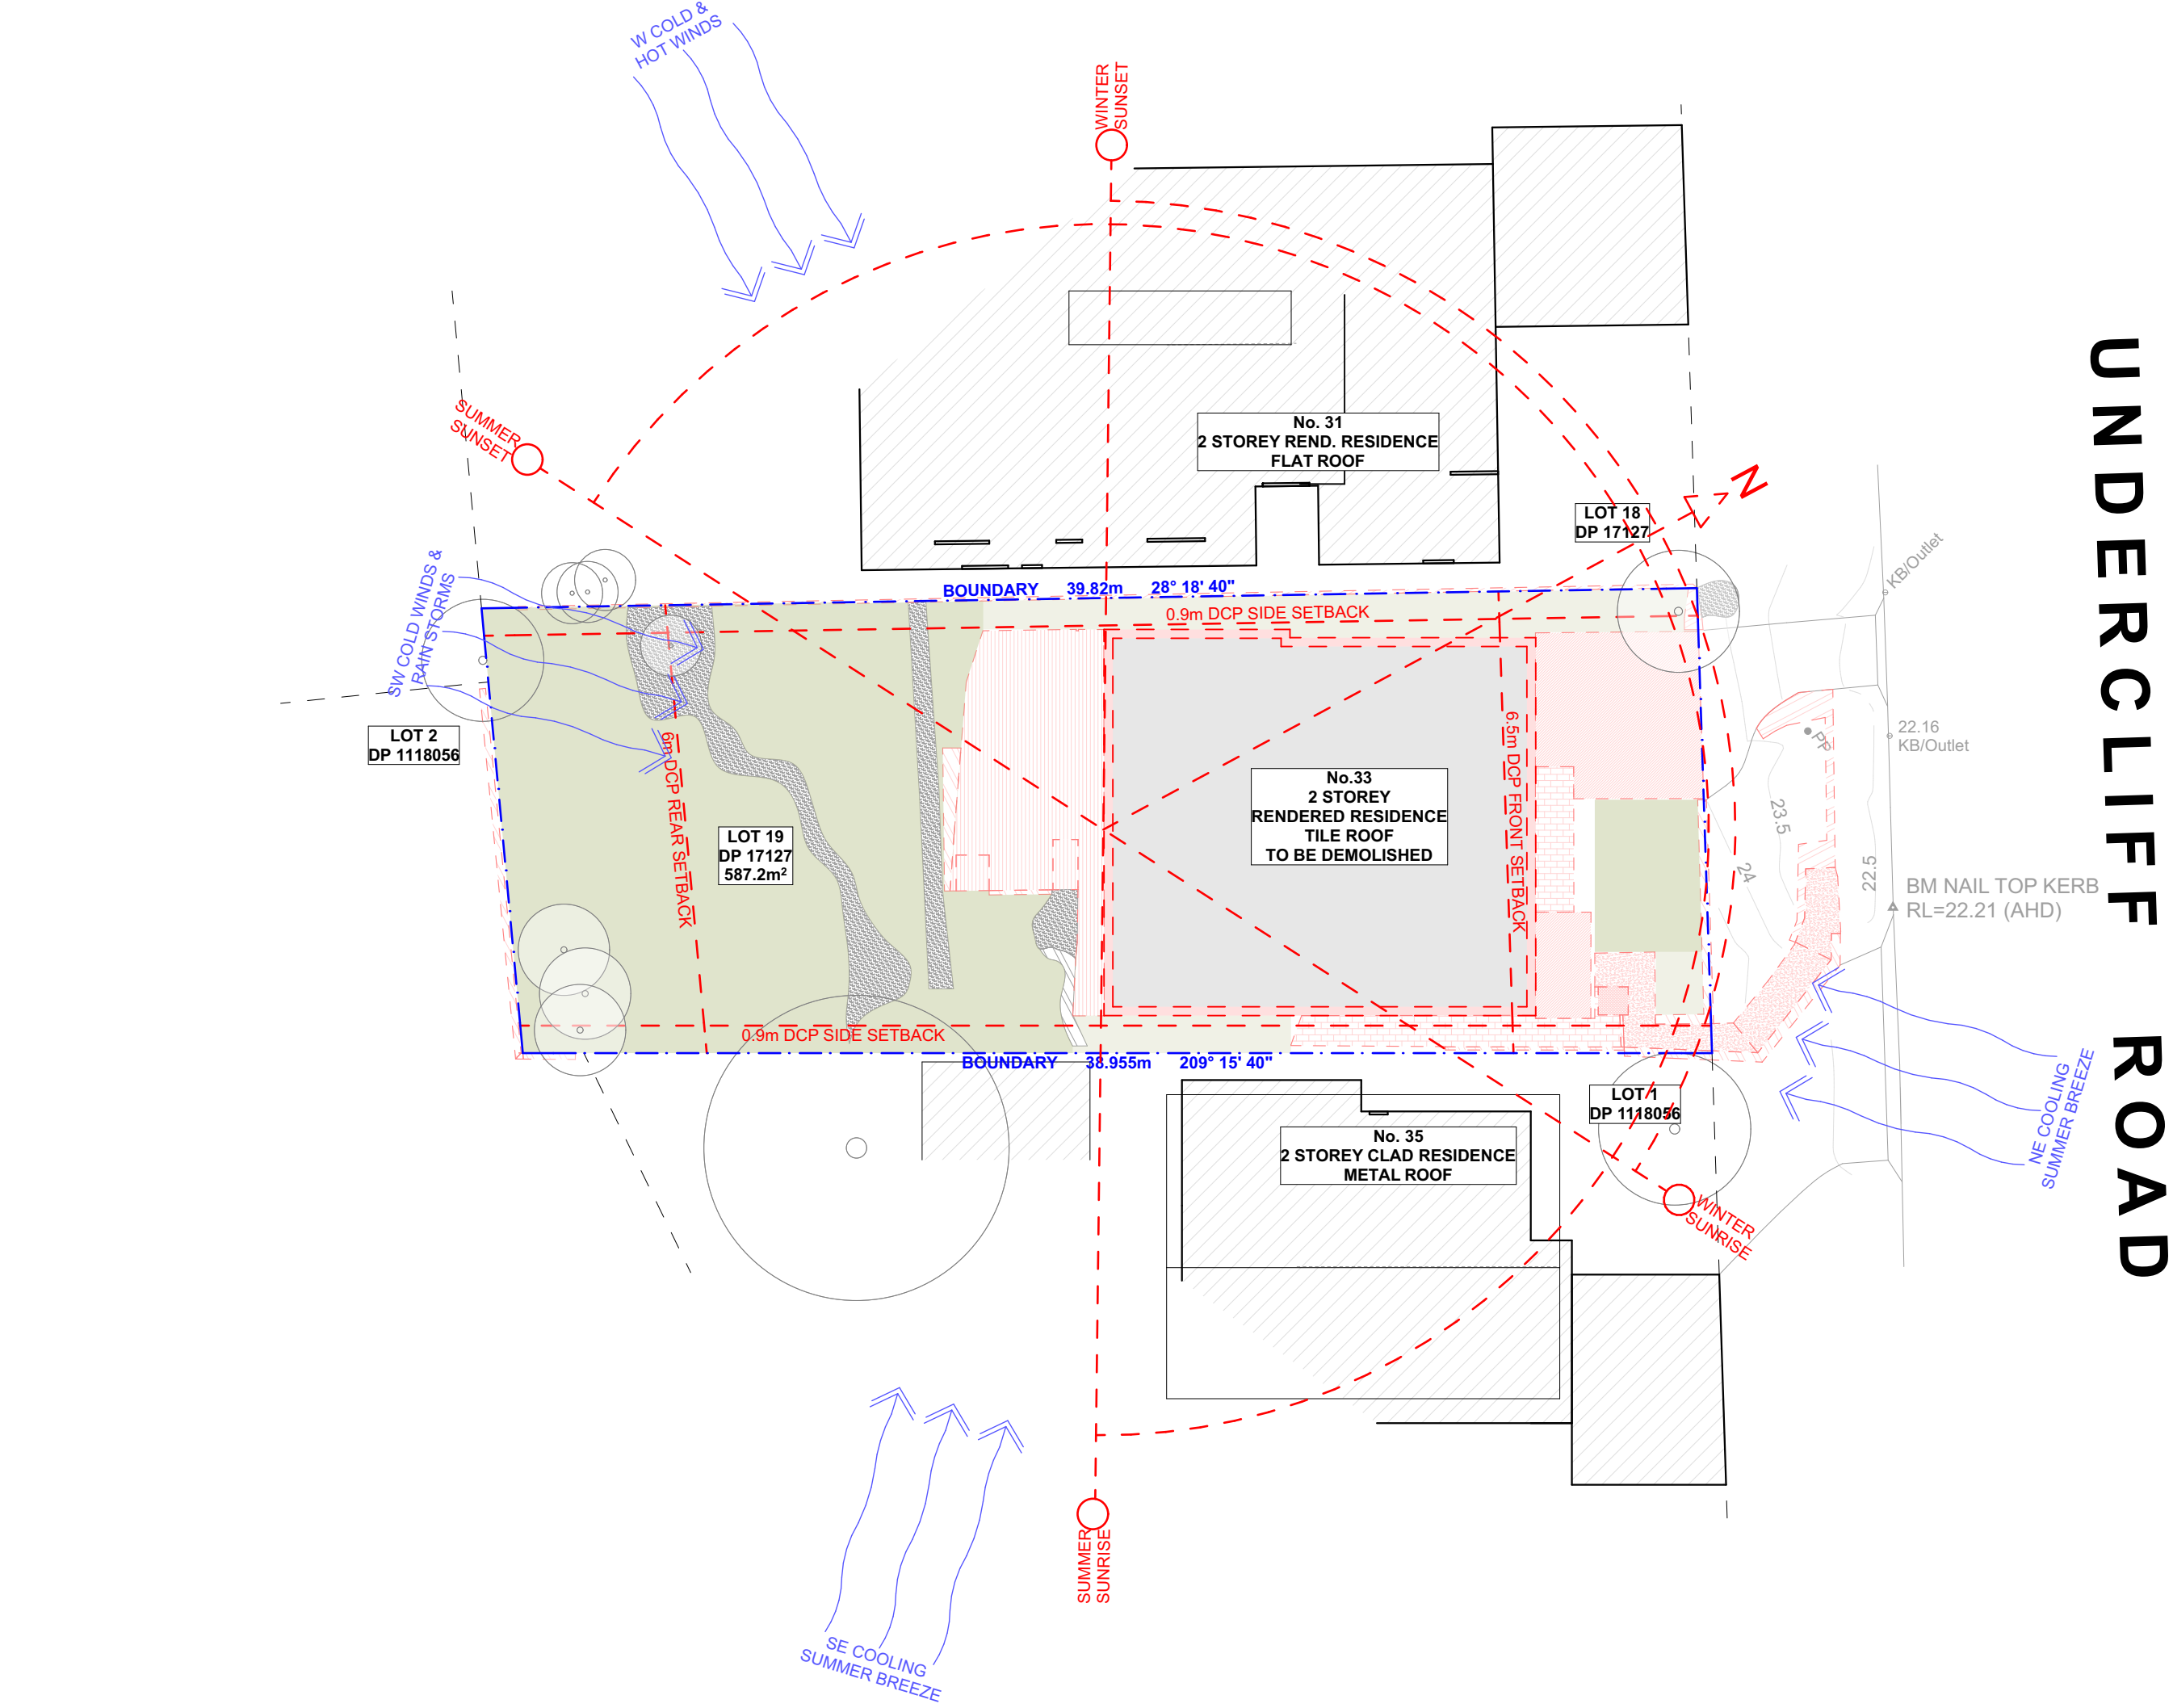 W COLD &
HOT WINDS
WINTER
SUNSET
SUMMER
SUNSET
No. 31
2 STOREY REND. RESIDENCE
FLAT ROOF
N
LOT 18
DP 17127
KB/Outlet
SW COLD WINDS &
RAIN STORMS
BOUNDARY 39.82m 28° 18' 40"
0.9m DCP SIDE SETBACK
LOT 2
DP 1118056
6m DCP REAR SETBACK
LOT 19
DP 17127
587.2m²
No.33
2 STOREY
RENDERED RESIDENCE
TILE ROOF
TO BE DEMOLISHED
6.5m DCP FRONT SETBACK
PP
22.16
KB/Outlet
23.5
24
22.5
BM NAIL TOP KERB
RL=22.21 (AHD)
UNDERCLIFF ROAD
0.9m DCP SIDE SETBACK
BOUNDARY 38.955m 209° 15' 40"
LOT 1
DP 1118056
No. 35
2 STOREY CLAD RESIDENCE
METAL ROOF
NE COOLING
SUMMER BREEZE
WINTER
SUNRISE
SUMMER
SUNRISE
SE COOLING
SUMMER BREEZE